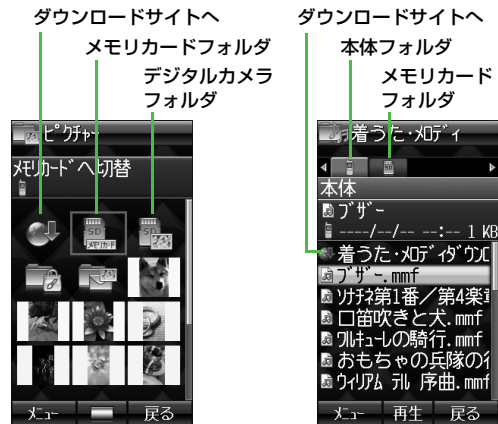 ダウンロードサイトへ
メモリカードフォルダ
デジタルカメラ
フォルダ
ピクチャー
メモリカードへ切替
SD
メモリカード
SD
メニュー
戻る
ダウンロードサイトへ
本体フォルダ
メモリカード
フォルダ
着うた・メロディ
SD
本体
ブザー
----/--/-- --:-- 1 KB
着うた・メロディダウンロ
ブザー.mmf
ソナチネ第1番/第4楽章
口笛吹きと犬.mmf
ワルキューレの騎行.mmf
おもちゃの兵隊の行
ウィリアム テル 序曲.mmf
メニュー 再生 戻る